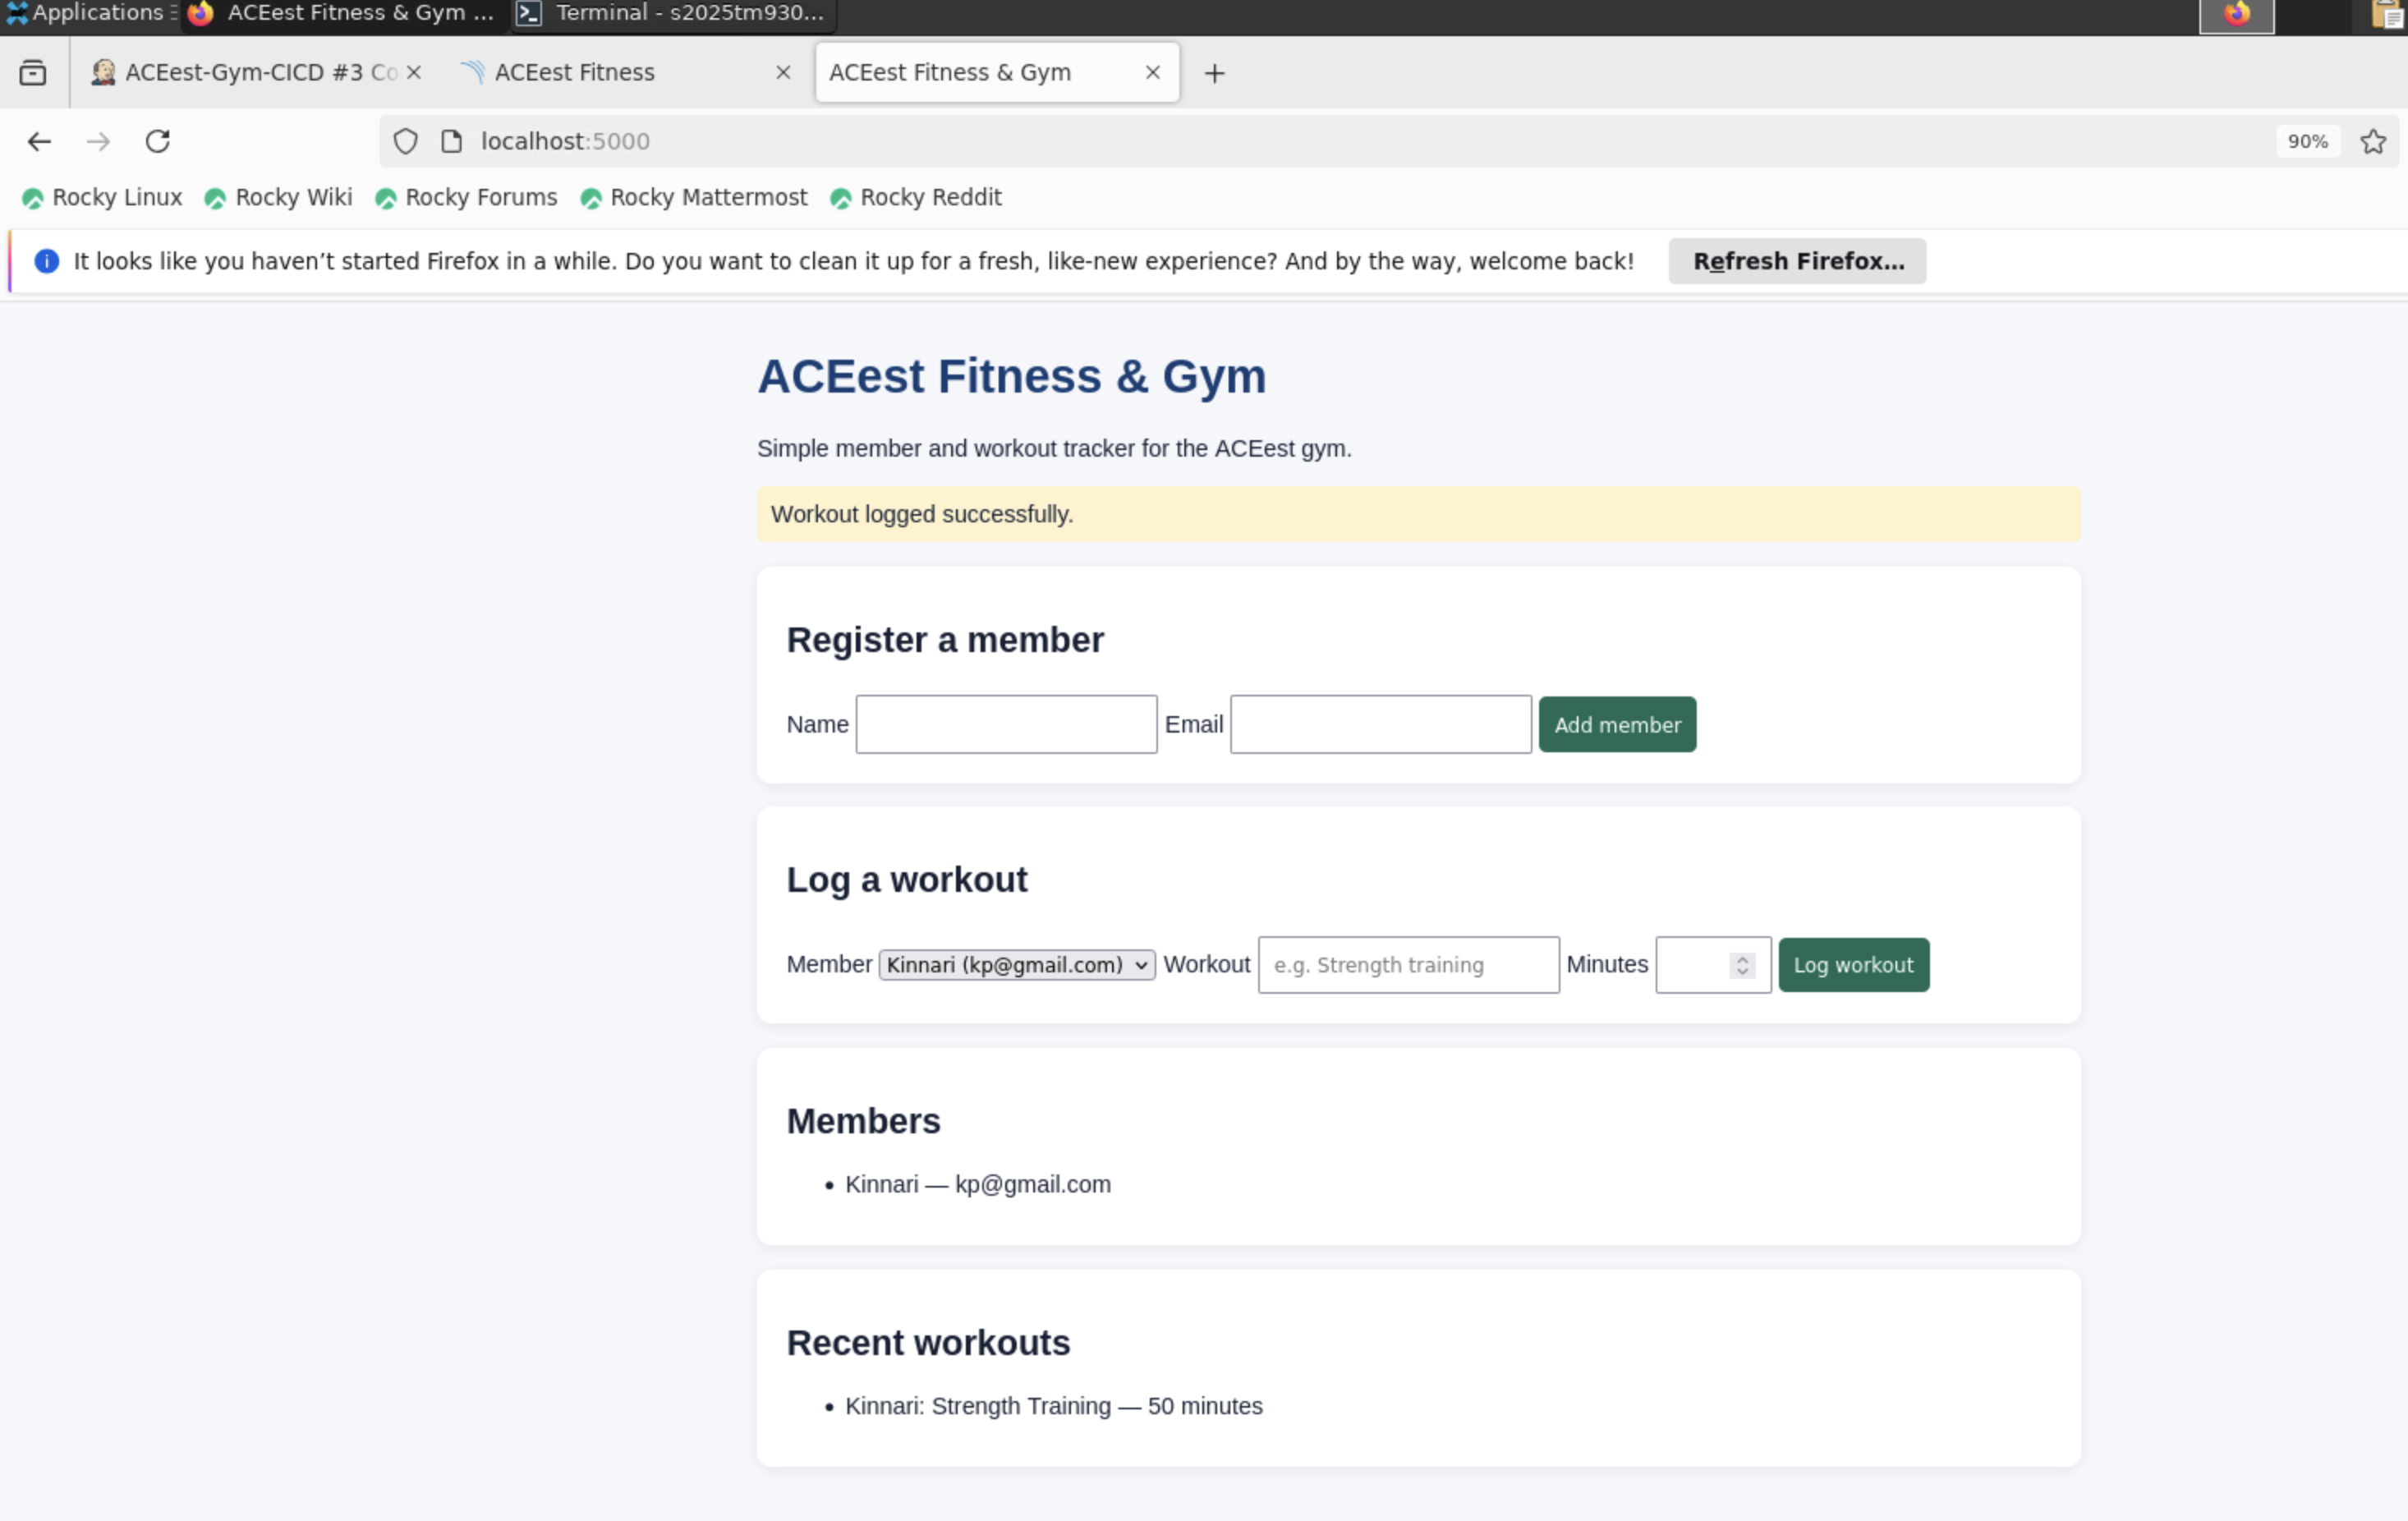 Applications
ACEest Fitness & Gym ...
Terminal - s2025tm930...
ACEest-Gym-CICD #3 Co
ACEest Fitness
ACEest Fitness & Gym
localhost:5000
90%
Rocky Linux Rocky Wiki Rocky Forums Rocky Mattermost Rocky Reddit
It looks like you haven’t started Firefox in a while. Do you want to clean it up for a fresh, like-new experience? And by the way, welcome back! Refresh Firefox...
ACEest Fitness & Gym
Simple member and workout tracker for the ACEest gym.
Workout logged successfully.
Register a member
Name Email Add member
Log a workout
Member Kinnari (kp@gmail.com) Workout e.g. Strength training Minutes Log workout
Members
• Kinnari — kp@gmail.com
Recent workouts
• Kinnari: Strength Training — 50 minutes